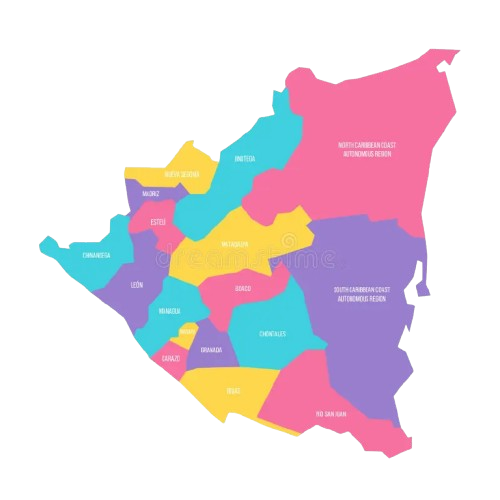 NORTH CARIBBEAN COAST
AUTONOMOUS REGION
JINOTEGA
NUEVA SEGOVIA
MADRIZ
ESTELÍ
CHINANDEGA
MATAGALPA
dreamstime
LEÓN
BOACO
SOUTH CARIBBEAN COAST
AUTONOMOUS REGION
MANAGUA
CHONTALES
GRANADA
CARAZO
RIVAS
RÍO SAN JUAN